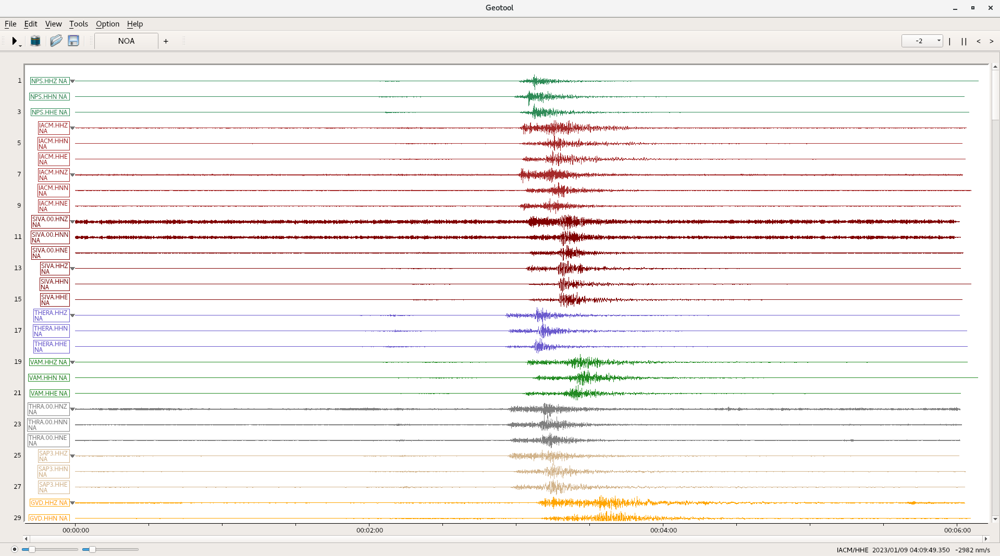 Geotool
File Edit View Tools Option Help
NOA + -2 | || < >
1 NPS.HHZ NA
NPS.HHN NA
3 NPS.HHE NA
IACM.HHZ
NA
5 IACM.HHN
NA
IACM.HHE
NA
7 IACM.HNZ
NA
IACM.HNN
NA
9 IACM.HNE
NA
SIVA.00.HNZ
NA
11 SIVA.00.HNN
NA
SIVA.00.HNE
NA
13 SIVA.HHZ
NA
SIVA.HHN
NA
15 SIVA.HHE
NA
THERA.HHZ
NA
17 THERA.HHN
NA
THERA.HHE
NA
19 VAM.HHZ NA
VAM.HHN NA
21 VAM.HHE NA
THRA.00.HNZ
NA
23 THRA.00.HNN
NA
THRA.00.HNE
NA
25 SAP3.HHZ
NA
SAP3.HHN
NA
27 SAP3.HHE
NA
GVD.HHZ NA
29 GVD.HHN NA
00:00:00 00:02:00 00:04:00 00:06:00
IACM/HHE 2023/01/09 04:09:49.350 -2982 nm/s